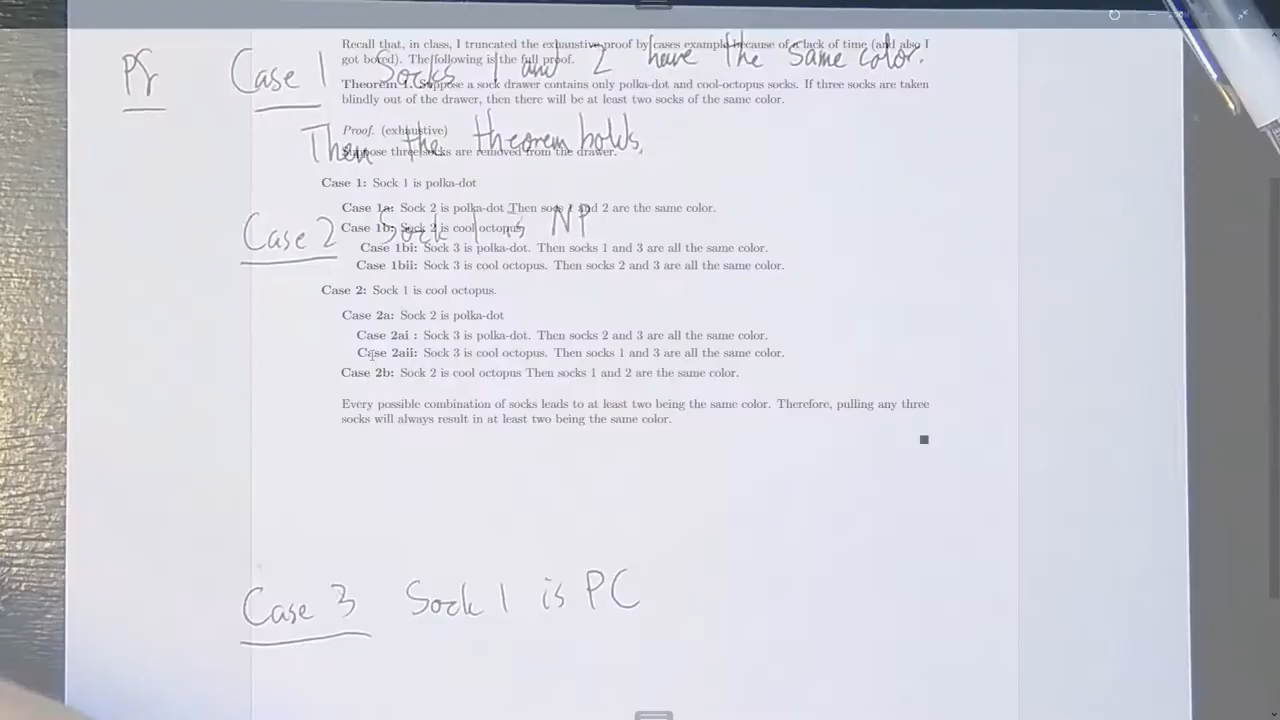 Recall that, in class, I truncated the exhaustive proof by cases example because of a lack of time (and also I
got bored). The following is the full proof.
Pf Case 1 Socks 1 and 2 have the same color.
Theorem 1. Suppose a sock drawer contains only polka-dot and cool-octopus socks. If three socks are taken
blindly out of the drawer, then there will be at least two socks of the same color.
Proof. (exhaustive)
Then the theorem holds.
Suppose three socks are removed from the drawer.
Case 1: Sock 1 is polka-dot
Case 1a: Sock 2 is polka-dot Then socs 1 and 2 are the same color.
Case 2 Sock 1 is NP
Case 1b: Sock 2 is cool octopus
Case 1bi: Sock 3 is polka-dot. Then socks 1 and 3 are all the same color.
Case 1bii: Sock 3 is cool octopus. Then socks 2 and 3 are all the same color.
Case 2: Sock 1 is cool octopus.
Case 2a: Sock 2 is polka-dot
Case 2ai : Sock 3 is polka-dot. Then socks 2 and 3 are all the same color.
Case 2aii: Sock 3 is cool octopus. Then socks 1 and 3 are all the same color.
Case 2b: Sock 2 is cool octopus Then socks 1 and 2 are the same color.
Every possible combination of socks leads to at least two being the same color. Therefore, pulling any three
socks will always result in at least two being the same color.
Case 3 Sock 1 is PC